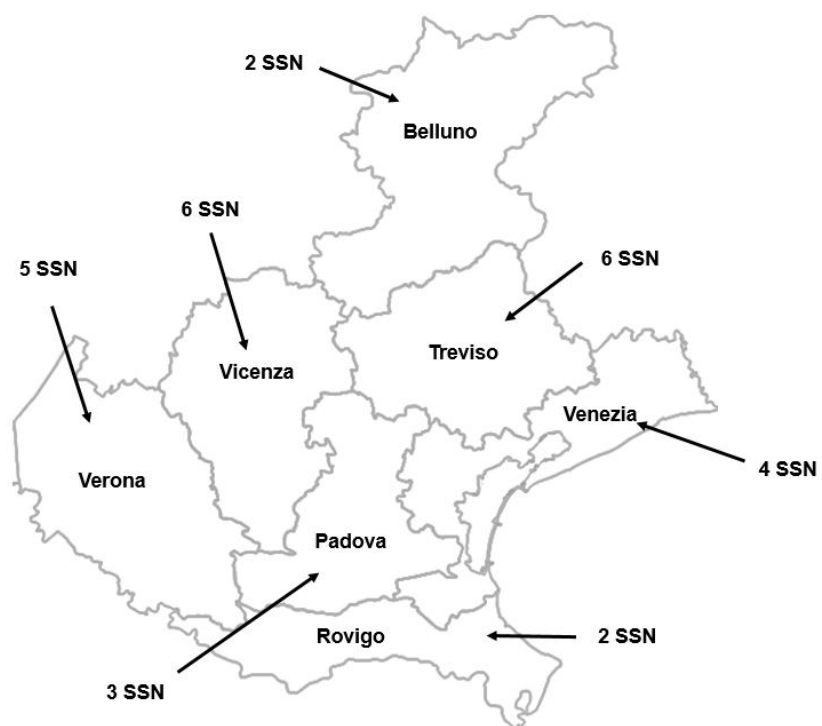 2 SSN
Belluno
6 SSN
5 SSN
6 SSN
Vicenza
Treviso
Venezia
4 SSN
Verona
Padova
Rovigo
2 SSN
3 SSN